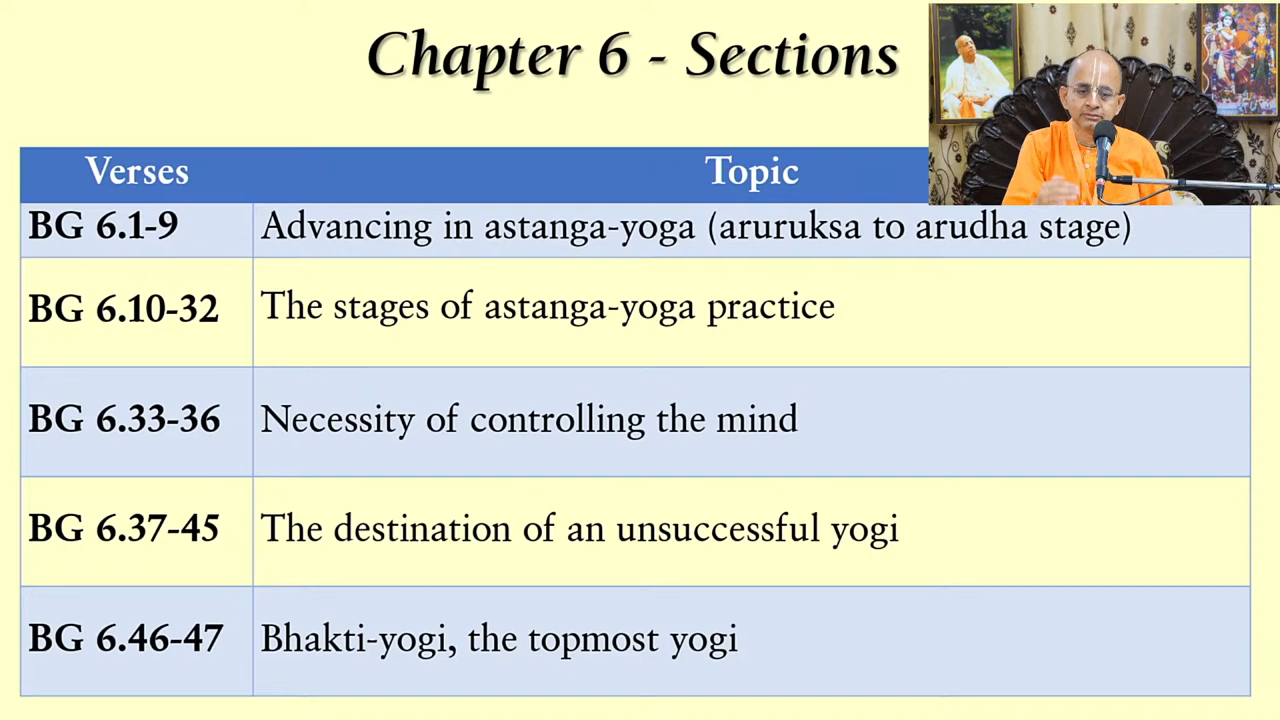 Chapter 6 - Sections
Verses Topic
BG 6.1-9 Advancing in astanga-yoga (aruruksa to arudha stage)
BG 6.10-32 The stages of astanga-yoga practice
BG 6.33-36 Necessity of controlling the mind
BG 6.37-45 The destination of an unsuccessful yogi
BG 6.46-47 Bhakti-yogi, the topmost yogi